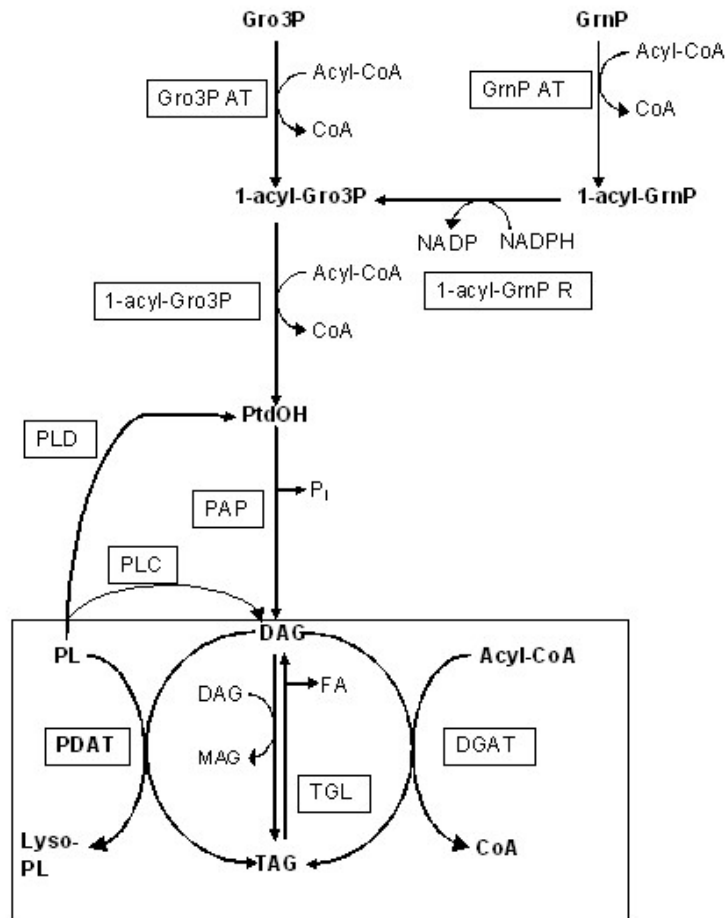 Gro3P
GrnP
Acyl-CoA
Acyl-CoA
Gro3P AT
GrnP AT
CoA
CoA
1-acyl-Gro3P
1-acyl-GrnP
NADP
NADPH
Acyl-CoA
1-acyl-Gro3P
1-acyl-GrnP R
CoA
PtdOH
PLD
PI
PAP
PLC
DAG
PL
Acyl-CoA
DAG
FA
PDAT
DGAT
MAG
TGL
Lyso-
PL
TAG
CoA